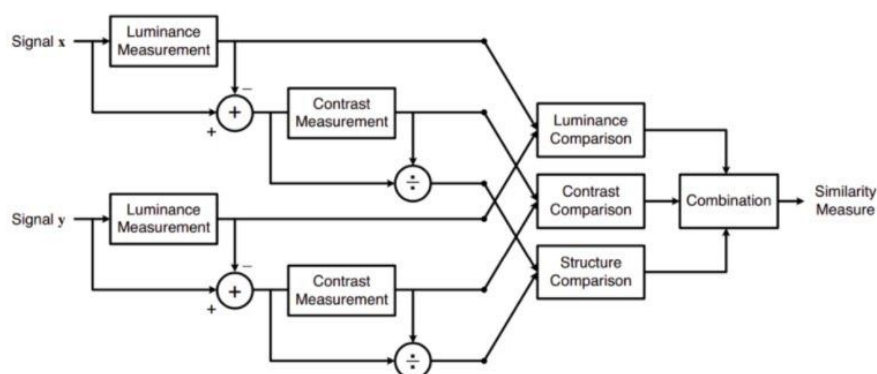 Signal x
Luminance
Measurement
−
+
+
Contrast
Measurement
÷
Signal y
Luminance
Measurement
−
+
+
Contrast
Measurement
÷
Luminance
Comparison
Contrast
Comparison
Structure
Comparison
Combination
Similarity
Measure